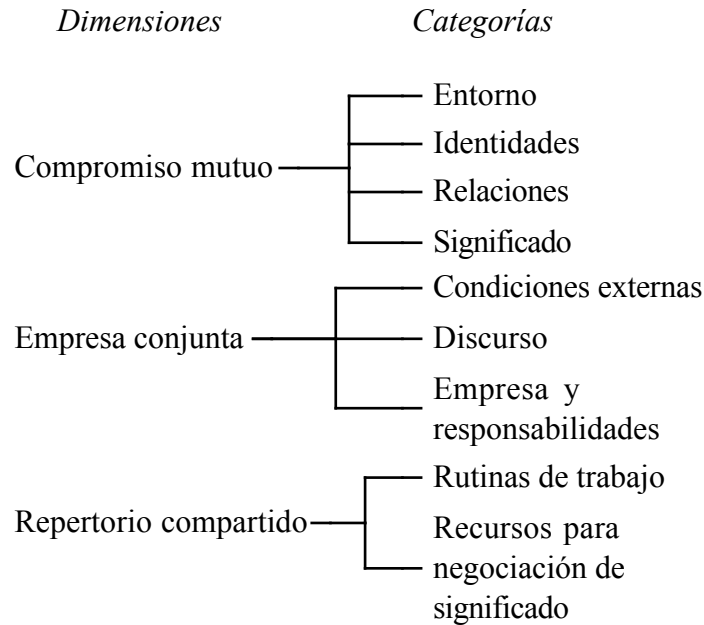 Dimensiones Categorías
Entorno
Identidades
Compromiso mutuo
Relaciones
Significado
Condiciones externas
Empresa conjunta
Discurso
Empresa y
responsabilidades
Rutinas de trabajo
Repertorio compartido
Recursos para
negociación de
significado